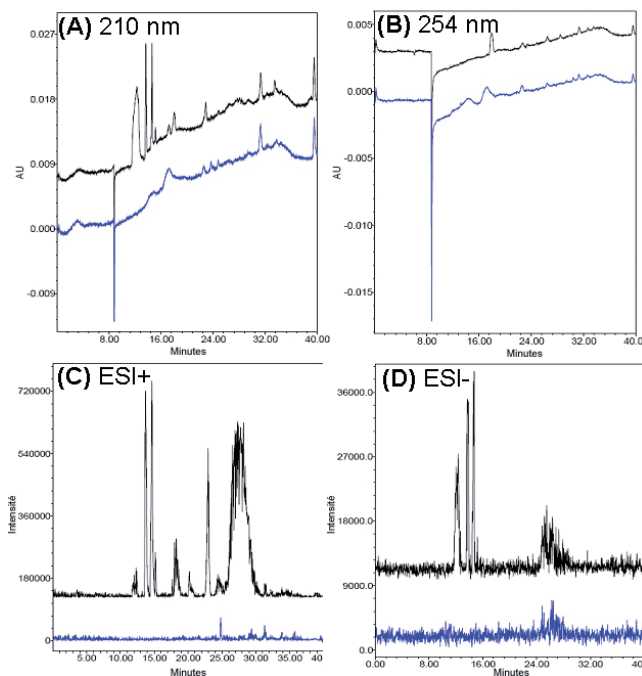 (A) 210 nm
0.027
0.018
0.009
0.000
-0.009
AU
8.00 16.00 24.00 32.00 40.00
Minutes
(B) 254 nm
0.005
0.000
-0.005
-0.010
-0.015
AU
8.00 16.00 24.00 32.00 40.00
Minutes
(C) ESI+
720000
540000
360000
180000
0
Intensité
5.00 10.00 15.00 20.00 25.00 30.00 35.00 40
Minutes
(D) ESI-
36000.0
27000.0
18000.0
9000.0
0.0
Intensité
0.00 8.00 16.00 24.00 32.00 40.0
Minutes